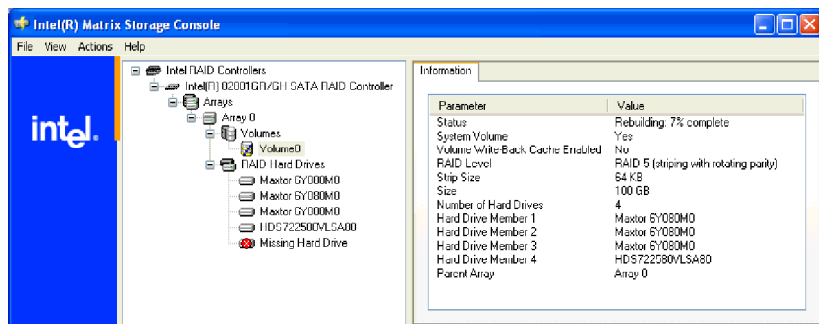 Intel(R) Matrix Storage Console
File View Actions Help
intel.
Intel RAID Controllers
Intel(R) 82801GR/GH SATA RAID Controller
Arrays
Array 0
Volumes
Volume0
RAID Hard Drives
Maxtor 6Y080M0
Maxtor 6Y080M0
Maxtor 6Y080M0
HDS722580VLSA80
Missing Hard Drive
Information
Parameter Value
Status Rebuilding: 7% complete
System Volume Yes
Volume Write-Back Cache Enabled No
RAID Level RAID 5 (striping with rotating parity)
Strip Size 64 KB
Size 100 GB
Number of Hard Drives 4
Hard Drive Member 1 Maxtor 6Y080M0
Hard Drive Member 2 Maxtor 6Y080M0
Hard Drive Member 3 Maxtor 6Y080M0
Hard Drive Member 4 HDS722580VLSA80
Parent Array Array 0